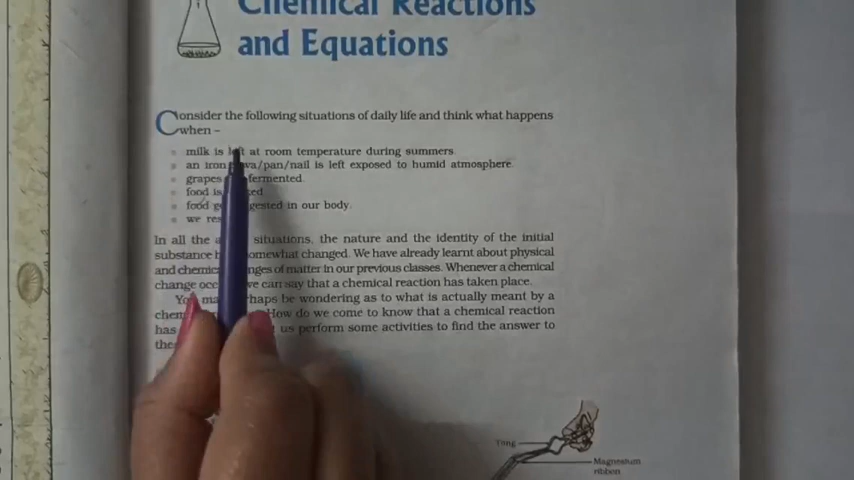 Chemical Reactions
and Equations
Consider the following situations of daily life and think what happens
when –
milk is left at room temperature during summers.
an iron /pan/nail is left exposed to humid atmosphere.
grapes fermented.
food is
food in our body.
we
In all the situations, the nature and the identity of the initial
substance somewhat changed. We have already learnt about physical
and of matter in our previous classes. Whenever a chemical
change we can say that a chemical reaction has taken place.
You be wondering as to what is actually meant by a
How do we come to know that a chemical reaction
has us perform some activities to find the answer to
Tong
Magnesium
ribbon